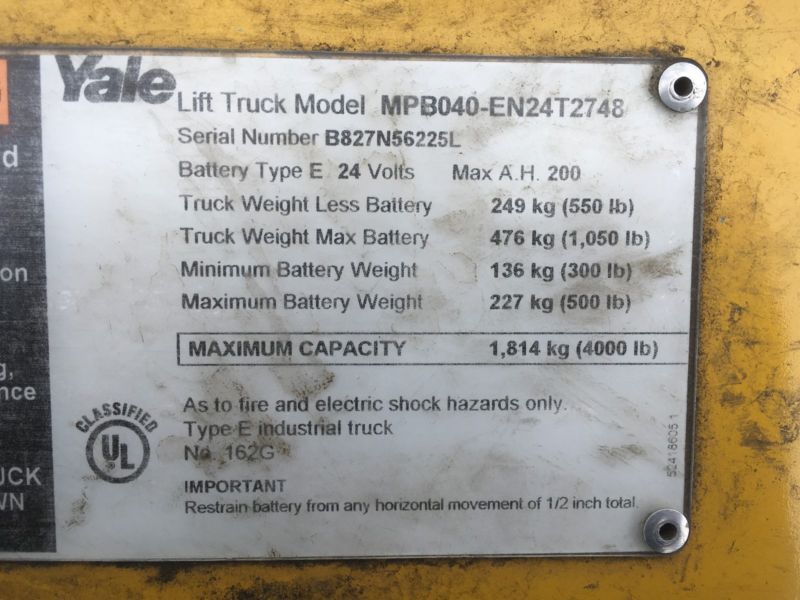 Yale
Lift Truck Model MPB040-EN24T2748
Serial Number B827N56225L
Battery Type E 24 Volts Max A.H. 200
Truck Weight Less Battery 249 kg (550 lb)
Truck Weight Max Battery 476 kg (1,050 lb)
Minimum Battery Weight 136 kg (300 lb)
Maximum Battery Weight 227 kg (500 lb)
MAXIMUM CAPACITY 1,814 kg (4000 lb)
CLASSIFIED
UL
As to fire and electric shock hazards only.
Type E industrial truck
No. 162G
IMPORTANT
Restrain battery from any horizontal movement of 1/2 inch total.
d
on
g,
nce
UCK
WN